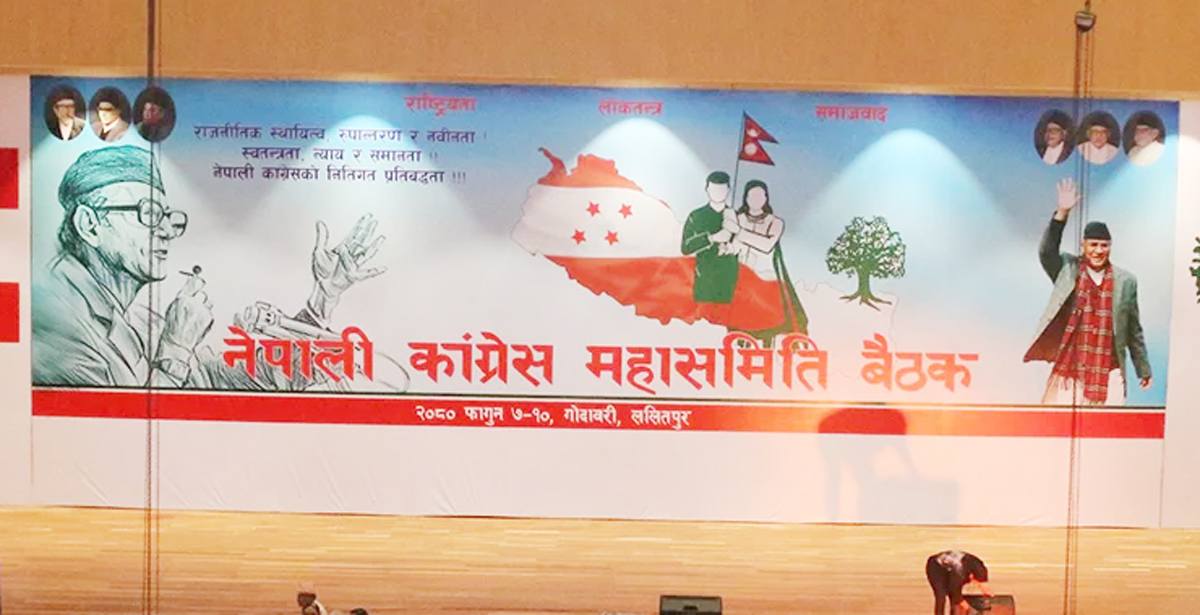 राष्ट्रियता लोकतन्त्र समाजवाद
राजनीतिक स्थायित्व, रुपान्तरण र नवीनता !
स्वतन्त्रता, न्याय र समानता !!
नेपाली कांग्रेसको नितिगत प्रतिबद्धता !!!
नेपाली कांग्रेस महासमिति बैठक
२०८० फागुन ७-१०, गोदावरी, ललितपुर